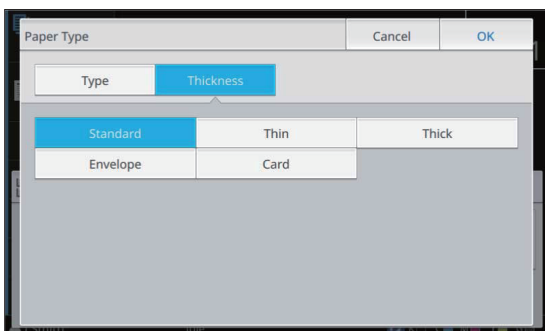 Paper Type Cancel OK
Type Thickness
Standard Thin Thick
Envelope Card